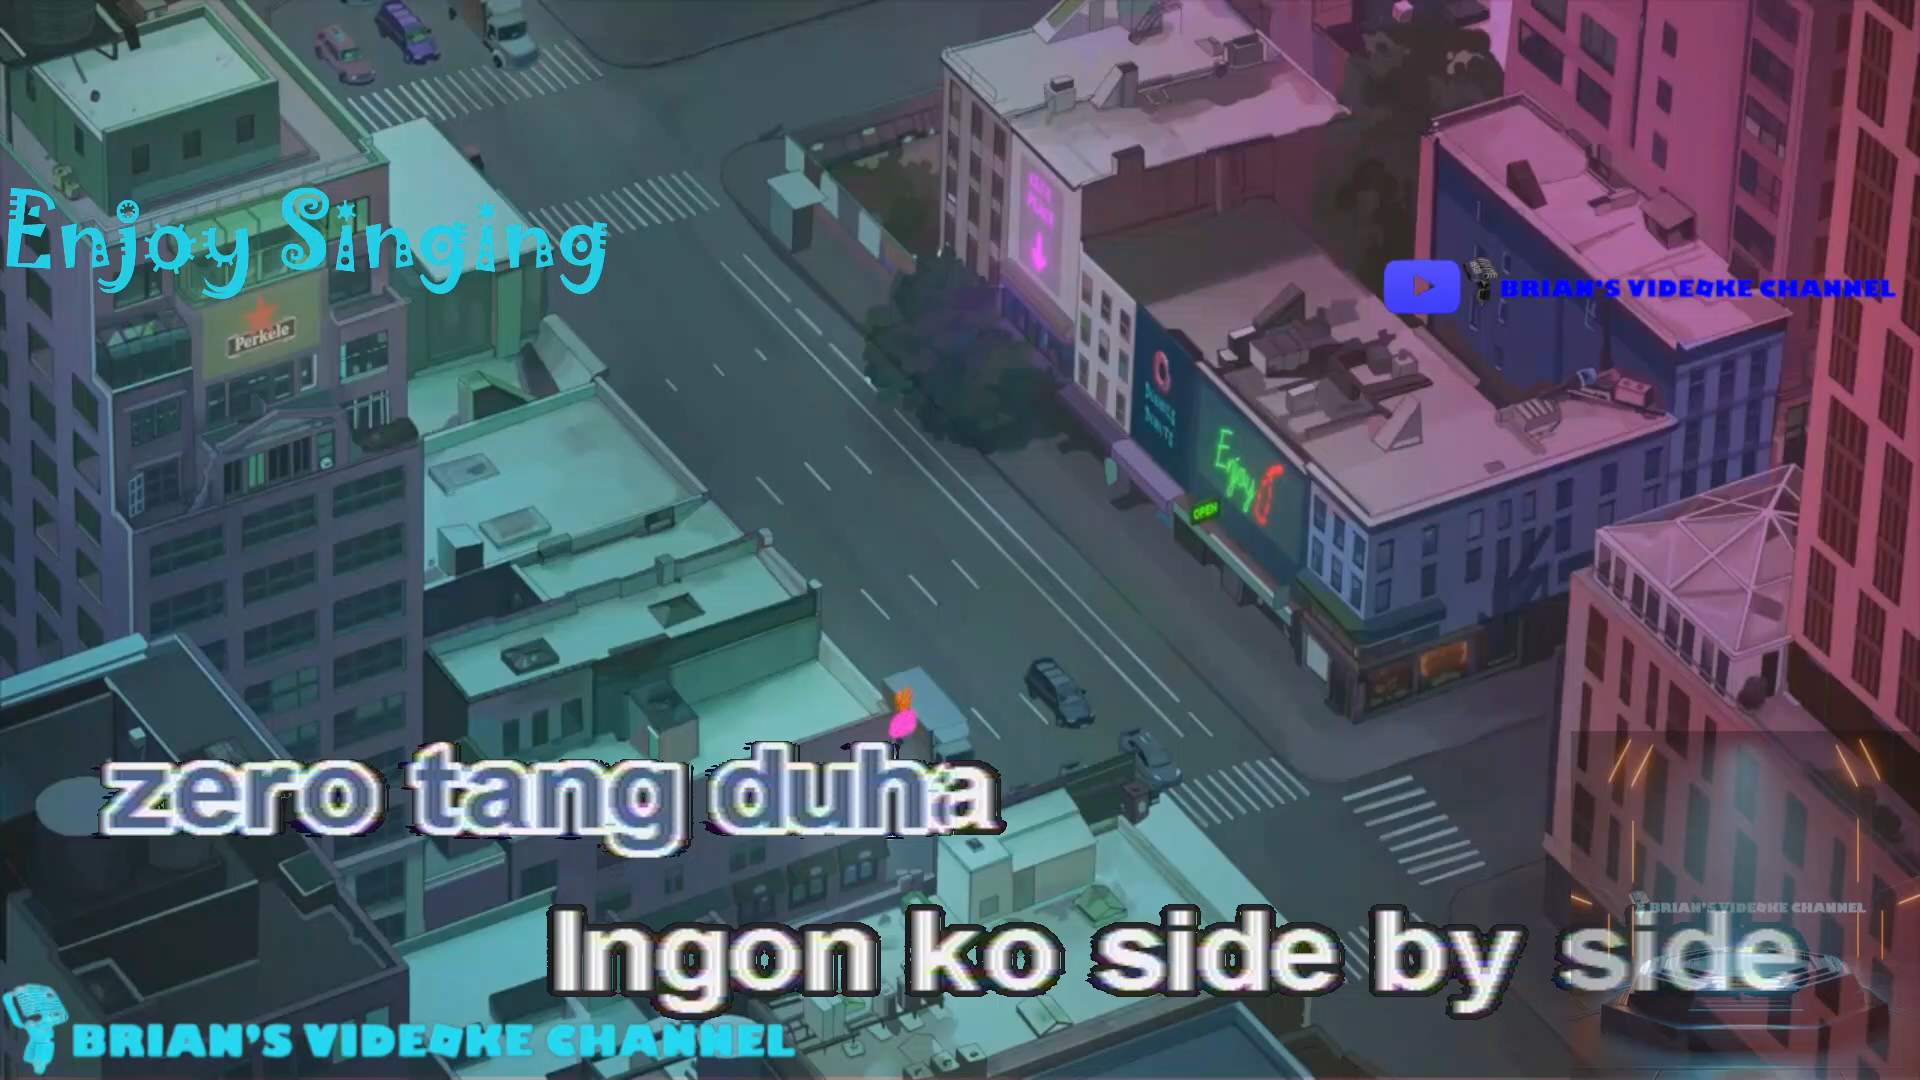 Enjoy Singing
BRIAN'S VIDEOKE CHANNEL
Perkele
Enjoy
OPEN
zero tang duha
Ingon ko side by side
BRIAN'S VIDEOKE CHANNEL
BRIAN'S VIDEOKE CHANNEL